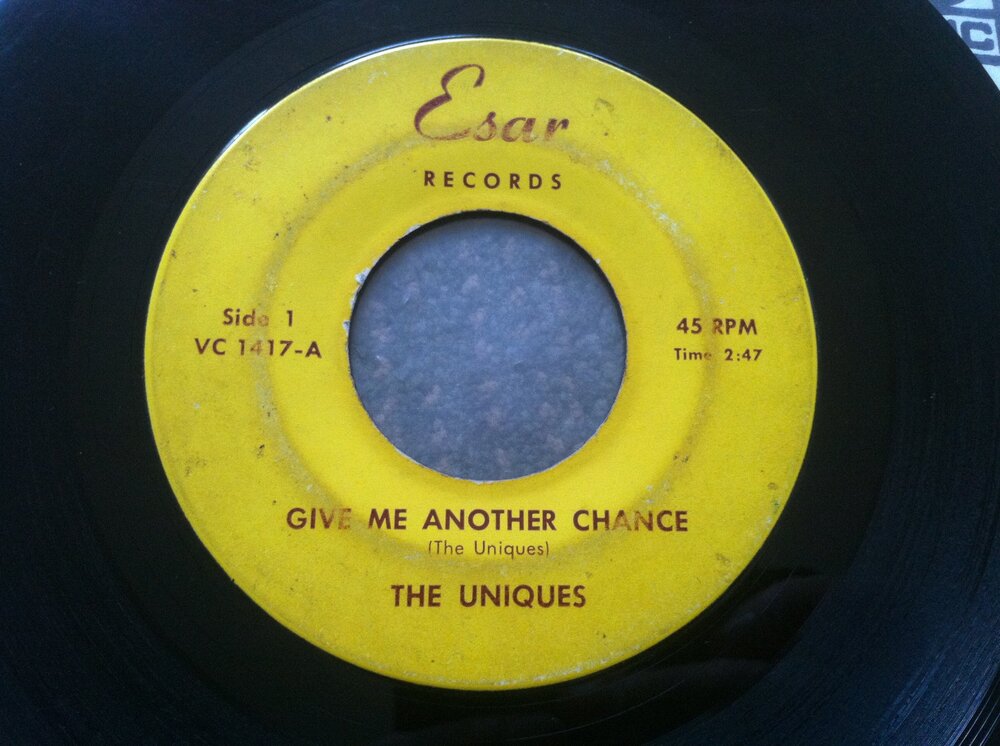 Esar
RECORDS
Side 1
VC 1417-A
45 RPM
Time 2:47
GIVE ME ANOTHER CHANCE
(The Uniques)
THE UNIQUES